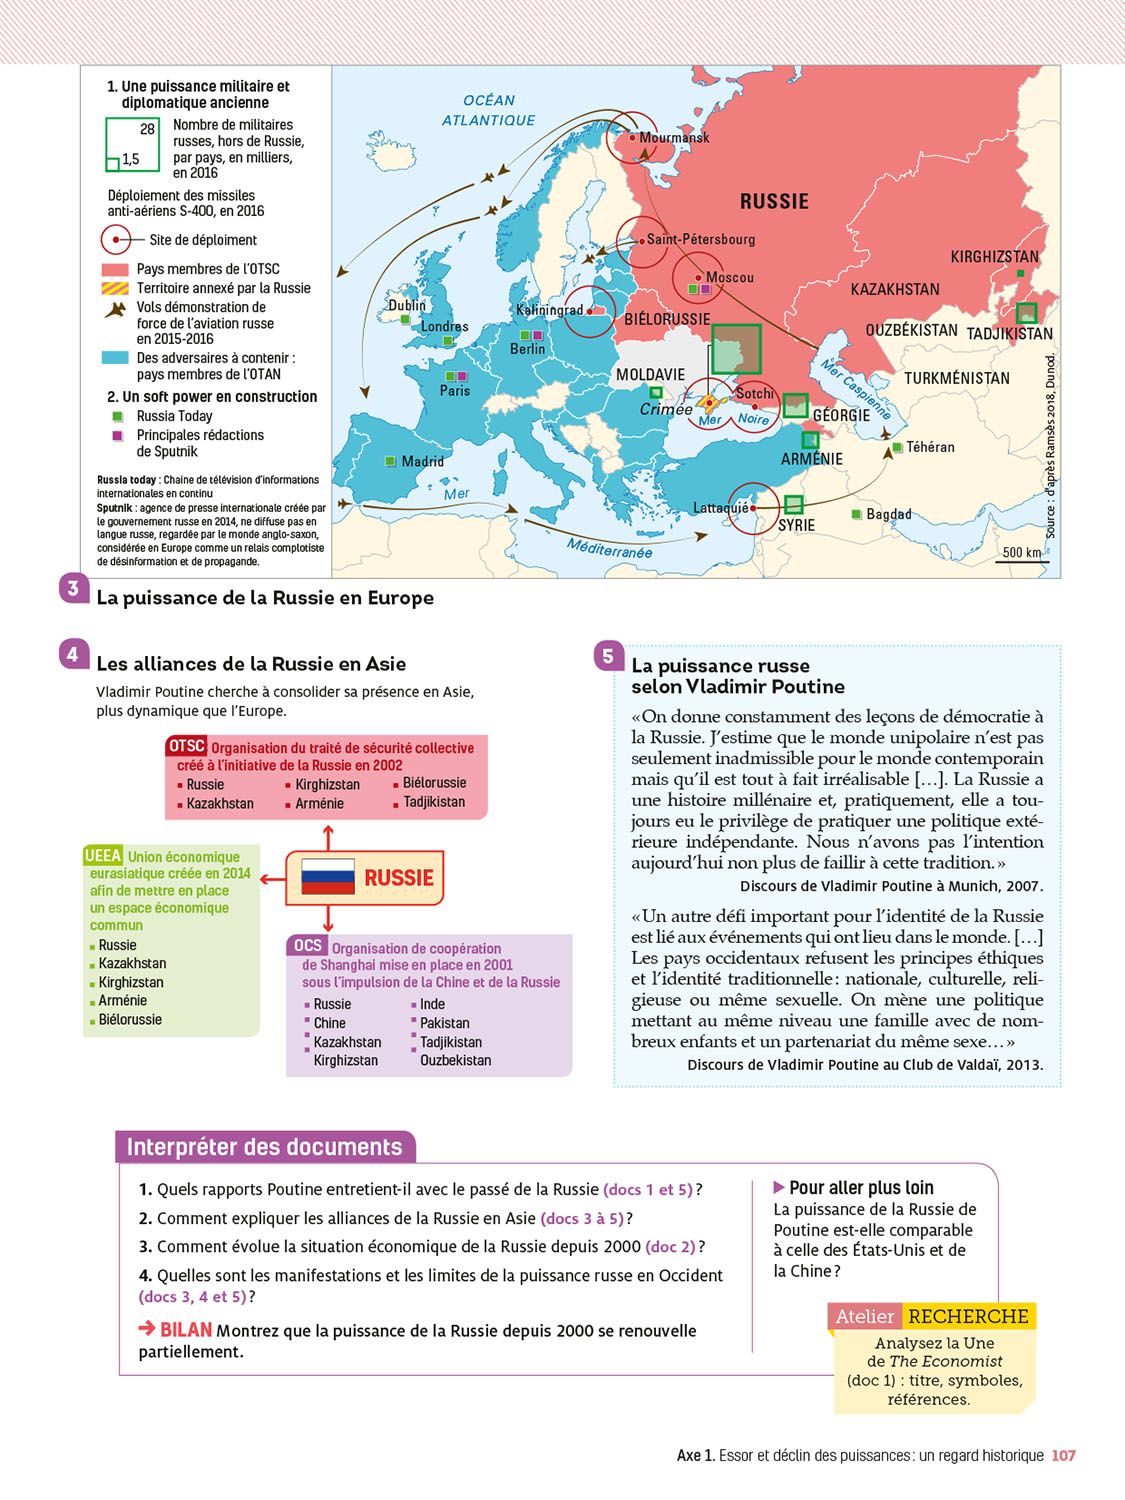 1. Une puissance militaire et
diplomatique ancienne
28
1,5
Nombre de militaires
russes, hors de Russie,
par pays, en milliers,
en 2016
Déploiement des missiles
anti-aériens S-400, en 2016
Site de déploiment
Pays membres de l'OTSC
Territoire annexé par la Russie
Vols démonstration de
force de l'aviation russe
en 2015-2016
Des adversaires à contenir :
pays membres de l'OTAN
2. Un soft power en construction
Russia Today
Principales rédactions
de Sputnik
Russia today : Chaine de télévision d'informations
internationales en continu
Sputnik : agence de presse internationale créée par
le gouvernement russe en 2014, ne diffuse pas en
langue russe, regardée par le monde anglo-saxon,
considérée en Europe comme un relais complotiste
de désinformation et de propagande.
OCÉAN
ATLANTIQUE
Mourmansk
RUSSIE
Saint-Pétersbourg
Moscou
KIRGHIZSTAN
KAZAKHSTAN
Dublin
Londres
Kaliningrad
BIÉLORUSSIE
OUZBÉKISTAN
TADJIKISTAN
Berlin
Paris
MOLDAVIE
Crimée
Sotchi
Mer Noire
Mer Caspienne
TURKMÉNISTAN
GÉORGIE
ARMÉNIE
Téhéran
Madrid
Mer
Méditerranée
Lattaquié
SYRIE
Bagdad
500 km
Source : d'après Ramsès 2018, Dunod.
3 La puissance de la Russie en Europe
4 Les alliances de la Russie en Asie
Vladimir Poutine cherche à consolider sa présence en Asie,
plus dynamique que l'Europe.
OTSC Organisation du traité de sécurité collective
créé à l'initiative de la Russie en 2002
Russie
Kazakhstan
Kirghizstan
Arménie
Biélorussie
Tadjikistan
UEEA Union économique
eurasiatique créée en 2014
afin de mettre en place
un espace économique
commun
Russie
Kazakhstan
Kirghizstan
Arménie
Biélorussie
RUSSIE
OCS Organisation de coopération
de Shanghai mise en place en 2001
sous l'impulsion de la Chine et de la Russie
Russie
Chine
Kazakhstan
Kirghizstan
Inde
Pakistan
Tadjikistan
Ouzbekistan
5 La puissance russe
selon Vladimir Poutine
« On donne constamment des leçons de démocratie à
la Russie. J'estime que le monde unipolaire n'est pas
seulement inadmissible pour le monde contemporain
mais qu'il est tout à fait irréalisable […]. La Russie a
une histoire millénaire et, pratiquement, elle a tou-
jours eu le privilège de pratiquer une politique exté-
rieure indépendante. Nous n'avons pas l'intention
aujourd'hui non plus de faillir à cette tradition. »
Discours de Vladimir Poutine à Munich, 2007.
« Un autre défi important pour l'identité de la Russie
est lié aux événements qui ont lieu dans le monde. […]
Les pays occidentaux refusent les principes éthiques
et l'identité traditionnelle : nationale, culturelle, reli-
gieuse ou même sexuelle. On mène une politique
mettant au même niveau une famille avec de nom-
breux enfants et un partenariat du même sexe… »
Discours de Vladimir Poutine au Club de Valdaï, 2013.
Interpréter des documents
1. Quels rapports Poutine entretient-il avec le passé de la Russie (docs 1 et 5) ?
2. Comment expliquer les alliances de la Russie en Asie (docs 3 à 5) ?
3. Comment évolue la situation économique de la Russie depuis 2000 (doc 2) ?
4. Quelles sont les manifestations et les limites de la puissance russe en Occident
(docs 3, 4 et 5) ?
BILAN Montrez que la puissance de la Russie depuis 2000 se renouvelle
partiellement.
Pour aller plus loin
La puissance de la Russie de
Poutine est-elle comparable
à celle des États-Unis et de
la Chine ?
Atelier RECHERCHE
Analysez la Une
de The Economist
(doc 1) : titre, symboles,
références.
Axe 1. Essor et déclin des puissances : un regard historique 107